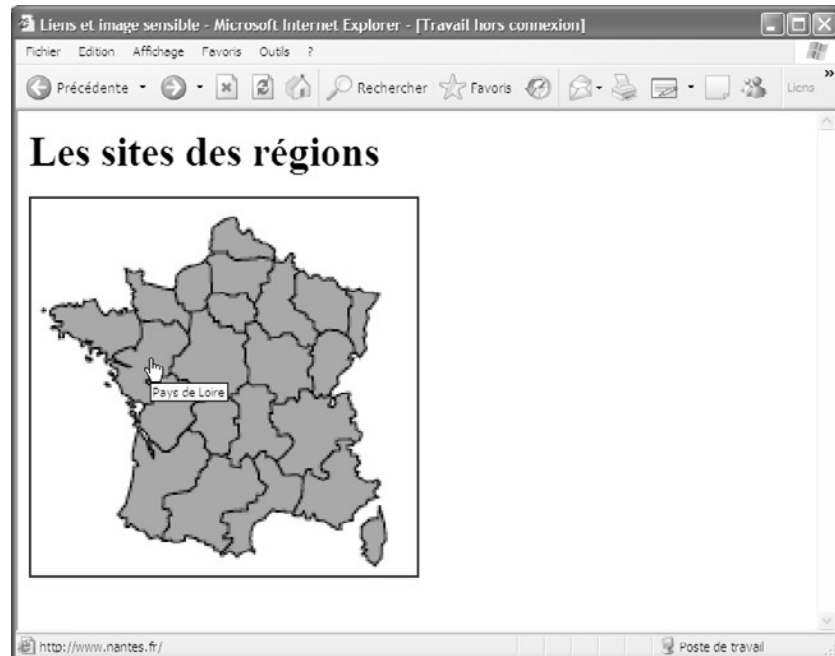 Liens et image sensible - Microsoft Internet Explorer - [Travail hors connexion]
Fichier Edition Affichage Favoris Outils ?
Précédente Rechercher Favoris Liens »
Les sites des régions
Pays de Loire
http://www.nantes.fr/ Poste de travail